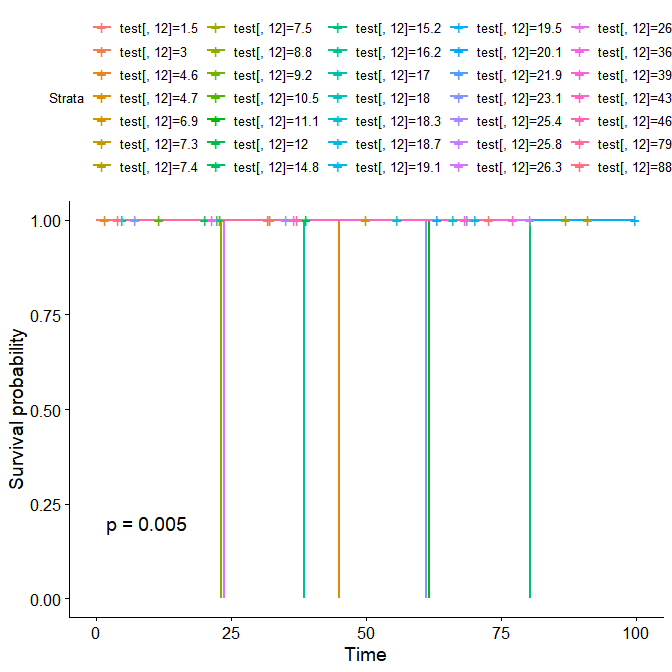 test[, 12]=1.5 test[, 12]=7.5 test[, 12]=15.2 test[, 12]=19.5 test[, 12]=26
test[, 12]=3 test[, 12]=8.8 test[, 12]=16.2 test[, 12]=20.1 test[, 12]=36
test[, 12]=4.6 test[, 12]=9.2 test[, 12]=17 test[, 12]=21.9 test[, 12]=39
Strata test[, 12]=4.7 test[, 12]=10.5 test[, 12]=18 test[, 12]=23.1 test[, 12]=43
test[, 12]=6.9 test[, 12]=11.1 test[, 12]=18.3 test[, 12]=25.4 test[, 12]=46
test[, 12]=7.3 test[, 12]=12 test[, 12]=18.7 test[, 12]=25.8 test[, 12]=79
test[, 12]=7.4 test[, 12]=14.8 test[, 12]=19.1 test[, 12]=26.3 test[, 12]=88
1.00
0.75
0.50
0.25
0.00
Survival probability
p = 0.005
0 25 50 75 100
Time